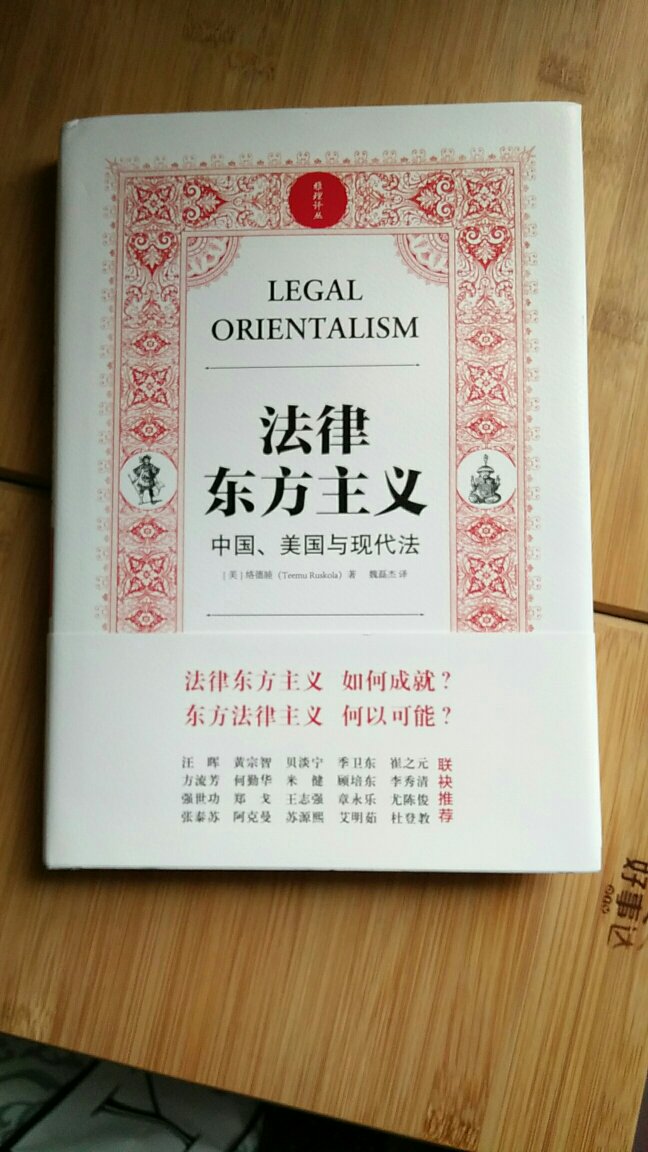 雅理译丛
LEGAL
ORIENTALISM
法律
东方主义
中国、美国与现代法
［美］络德睦（Teemu Ruskola）著 魏磊杰 译
法律东方主义 如何成就？
东方法律主义 何以可能？
汪 晖 黄宗智 贝淡宁 季卫东 崔之元
方流芳 何勤华 米 健 顾培东 李秀清
强世功 郑 戈 王志强 章永乐 尤陈俊
张泰苏 阿克曼 苏源熙 艾明茹 杜登教
联袂推荐
好事达